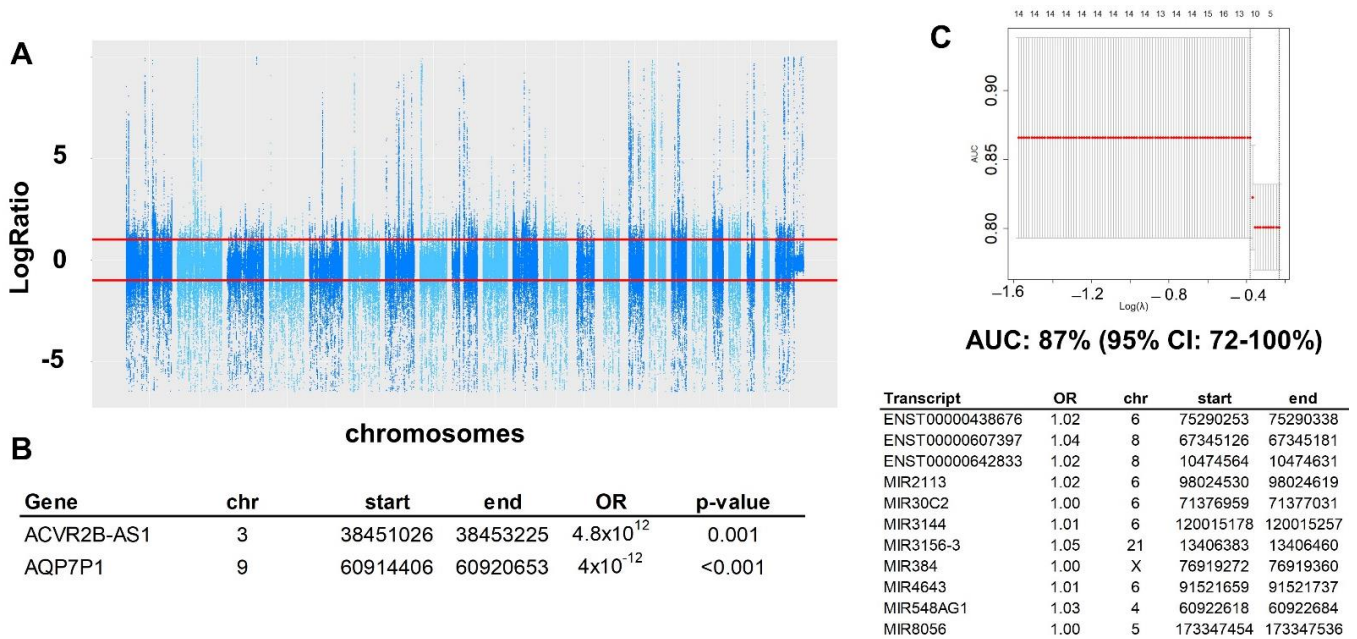 A
LogRatio
5
0
-5
chromosomes
B
Gene chr start end OR p-value
ACVR2B-AS1 3 38451026 38453225 4.8x10^12 0.001
AQP7P1 9 60914406 60920653 4x10^-12 <0.001
C
14 14 14 14 14 14 14 14 14 13 14 14 15 16 13 10 5
AUC
0.90
0.85
0.80
−1.6 −1.2 −0.8 −0.4
Log(λ)
AUC: 87% (95% CI: 72-100%)
Transcript OR chr start end
ENST00000438676 1.02 6 75290253 75290338
ENST00000607397 1.04 8 67345126 67345181
ENST00000642833 1.02 8 10474564 10474631
MIR2113 1.02 6 98024530 98024619
MIR30C2 1.00 6 71376959 71377031
MIR3144 1.01 6 120015178 120015257
MIR3156-3 1.05 21 13406383 13406460
MIR384 1.00 X 76919272 76919360
MIR4643 1.01 6 91521659 91521737
MIR548AG1 1.03 4 60922618 60922684
MIR8056 1.00 5 173347454 173347536